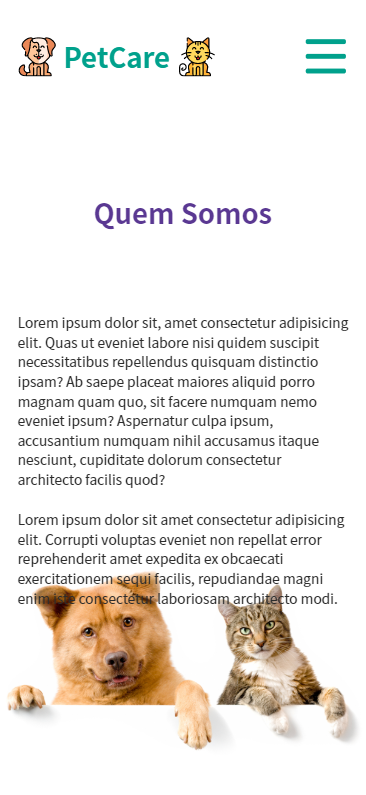 PetCare
Quem Somos
Lorem ipsum dolor sit, amet consectetur adipisicing
elit. Quas ut eveniet labore nisi quidem suscipit
necessitatibus repellendus quisquam distinctio
ipsam? Ab saepe placeat maiores aliquid porro
magnam quam quo, sit facere numquam nemo
eveniet ipsum? Aspernatur culpa ipsum,
accusantium numquam nihil accusamus itaque
nesciunt, cupiditate dolorum consectetur
architecto facilis quod?
Lorem ipsum dolor sit amet consectetur adipisicing
elit. Corrupti voluptas eveniet non repellat error
reprehenderit amet expedita ex obcaecati
exercitationem sequi facilis, repudiandae magni
enim iste consectetur laboriosam architecto modi.